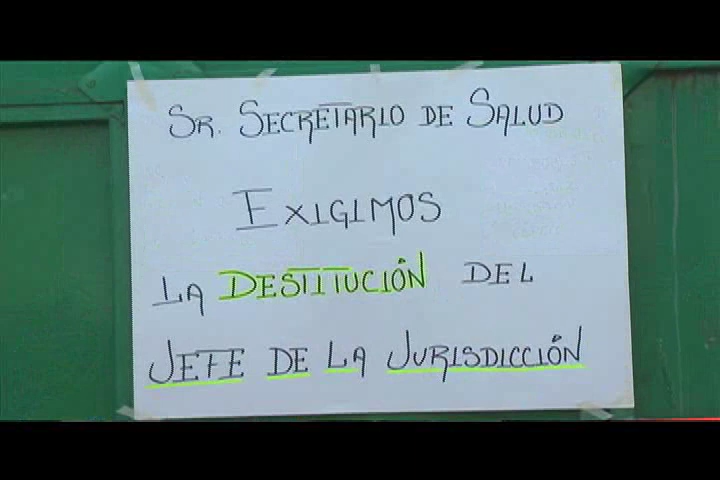 SR. SECRETARIO DE SALUD
EXIGIMOS
LA DESTITUCIÓN DEL
JEFE DE LA JURISDICCIÓN